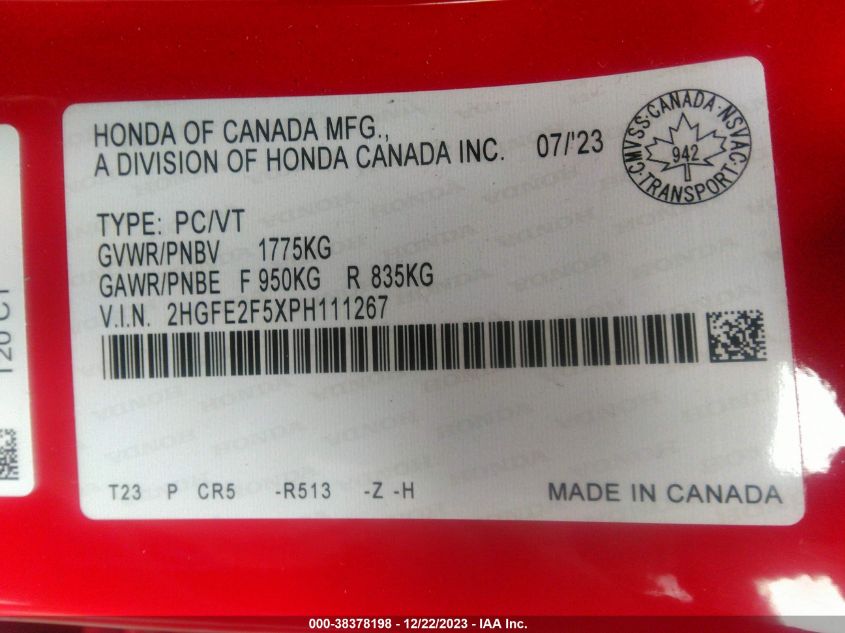 HONDA OF CANADA MFG.,
A DIVISION OF HONDA CANADA INC. 07/'23
CMVSS·CANADA·NSVAC·TRANSPORT·
942
TYPE: PC/VT
GVWR/PNBV 1775KG
GAWR/PNBE F 950KG R 835KG
V.I.N. 2HGFE2F5XPH111267
T23 P CR5 -R513 -Z -H
MADE IN CANADA
000-38378198 - 12/22/2023 - IAA Inc.